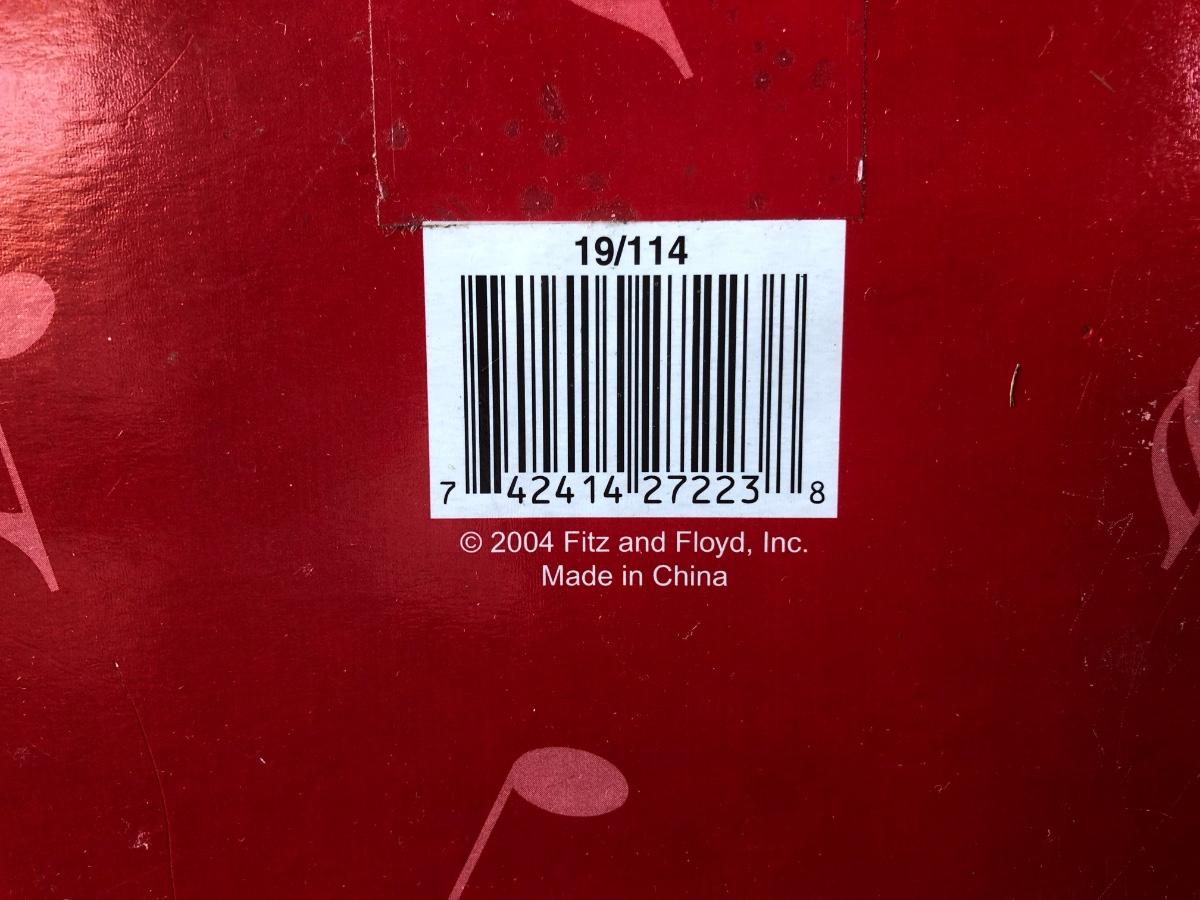 19/114
7 42414 27223 8
© 2004 Fitz and Floyd, Inc.
Made in China